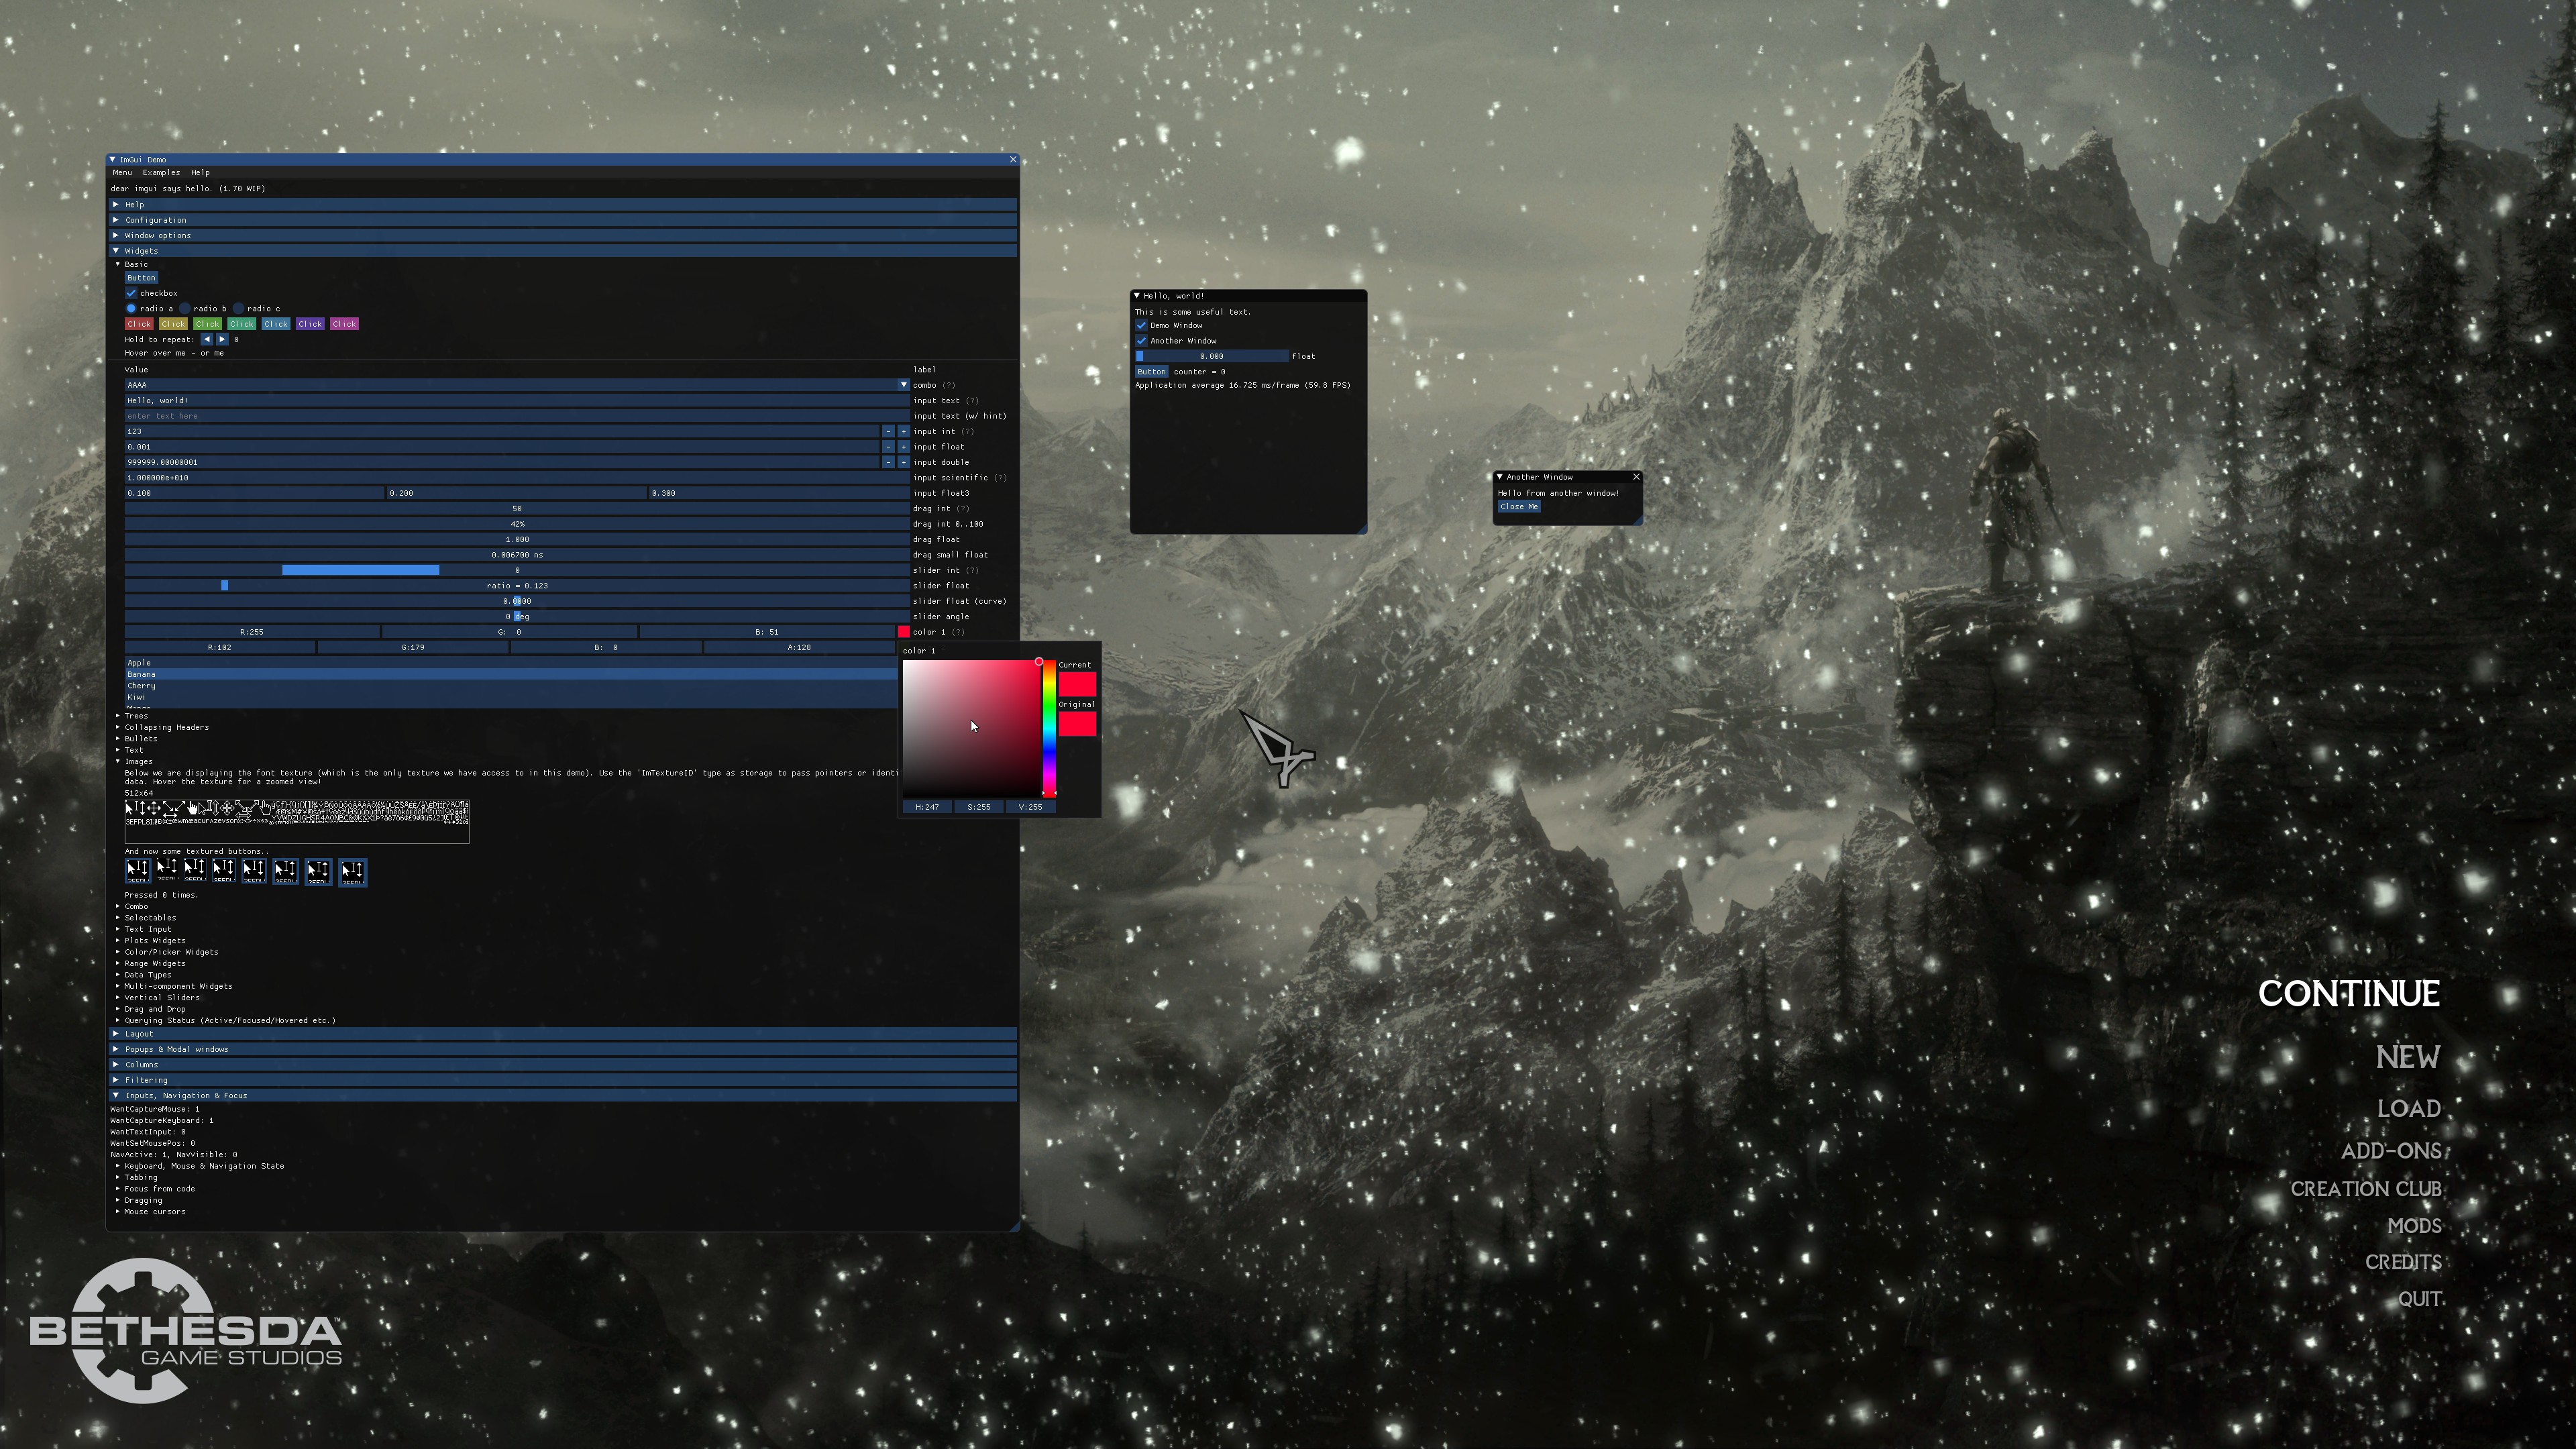 ImGui Demo
Menu Examples Help
dear imgui says hello. (1.70 WIP)
Help
Configuration
Window options
Widgets
Basic
Button
checkbox
radio a radio b radio c
Click Click Click Click Click Click Click
Hold to repeat: 0
Hover over me - or me
Value label
AAAA combo (?)
Hello, world! input text (?)
enter text here input text (w/ hint)
123 - + input int (?)
0.001 - + input float
999999.00000001 - + input double
1.000000e+010 input scientific (?)
0.100 0.200 0.300 input float3
50 drag int (?)
42% drag int 0..100
1.000 drag float
0.006700 ns drag small float
0 slider int (?)
ratio = 0.123 slider float
0.0000 slider float (curve)
0 deg slider angle
R:255 G: 0 B: 51 color 1 (?)
R:102 G:179 B: 0 A:128
Apple
Banana
Cherry
Kiwi
Trees
Collapsing Headers
Bullets
Text
Images
Below we are displaying the font texture (which is the only texture we have access to in this demo). Use the 'ImTextureID' type as storage to pass pointers or identi
data. Hover the texture for a zoomed view!
512x64
And now some textured buttons..
Pressed 0 times.
Combo
Selectables
Text Input
Plots Widgets
Color/Picker Widgets
Range Widgets
Data Types
Multi-component Widgets
Vertical Sliders
Drag and Drop
Querying Status (Active/Focused/Hovered etc.)
Layout
Popups & Modal windows
Columns
Filtering
Inputs, Navigation & Focus
WantCaptureMouse: 1
WantCaptureKeyboard: 1
WantTextInput: 0
WantSetMousePos: 0
NavActive: 1, NavVisible: 0
Keyboard, Mouse & Navigation State
Tabbing
Focus from code
Dragging
Mouse cursors
color 1
Current
Original
H:247 S:255 V:255
Hello, world!
This is some useful text.
Demo Window
Another Window
0.000 float
Button counter = 0
Application average 16.725 ms/frame (59.8 FPS)
Another Window
Hello from another window!
Close Me
CONTINUE
NEW
LOAD
ADD-ONS
CREATION CLUB
MODS
CREDITS
QUIT
BETHESDA™
GAME STUDIOS